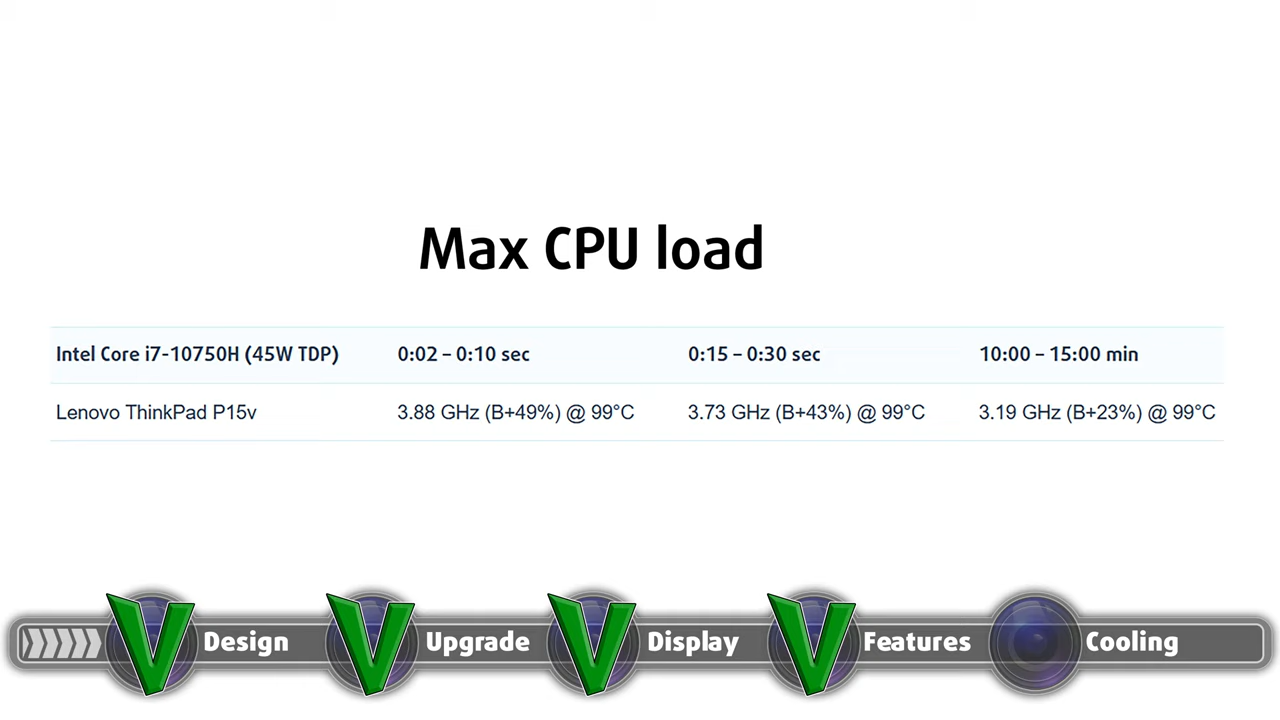 Max CPU load
Intel Core i7-10750H (45W TDP) 0:02 – 0:10 sec 0:15 – 0:30 sec 10:00 – 15:00 min
Lenovo ThinkPad P15v 3.88 GHz (B+49%) @ 99°C 3.73 GHz (B+43%) @ 99°C 3.19 GHz (B+23%) @ 99°C
V Design V Upgrade V Display V Features Cooling